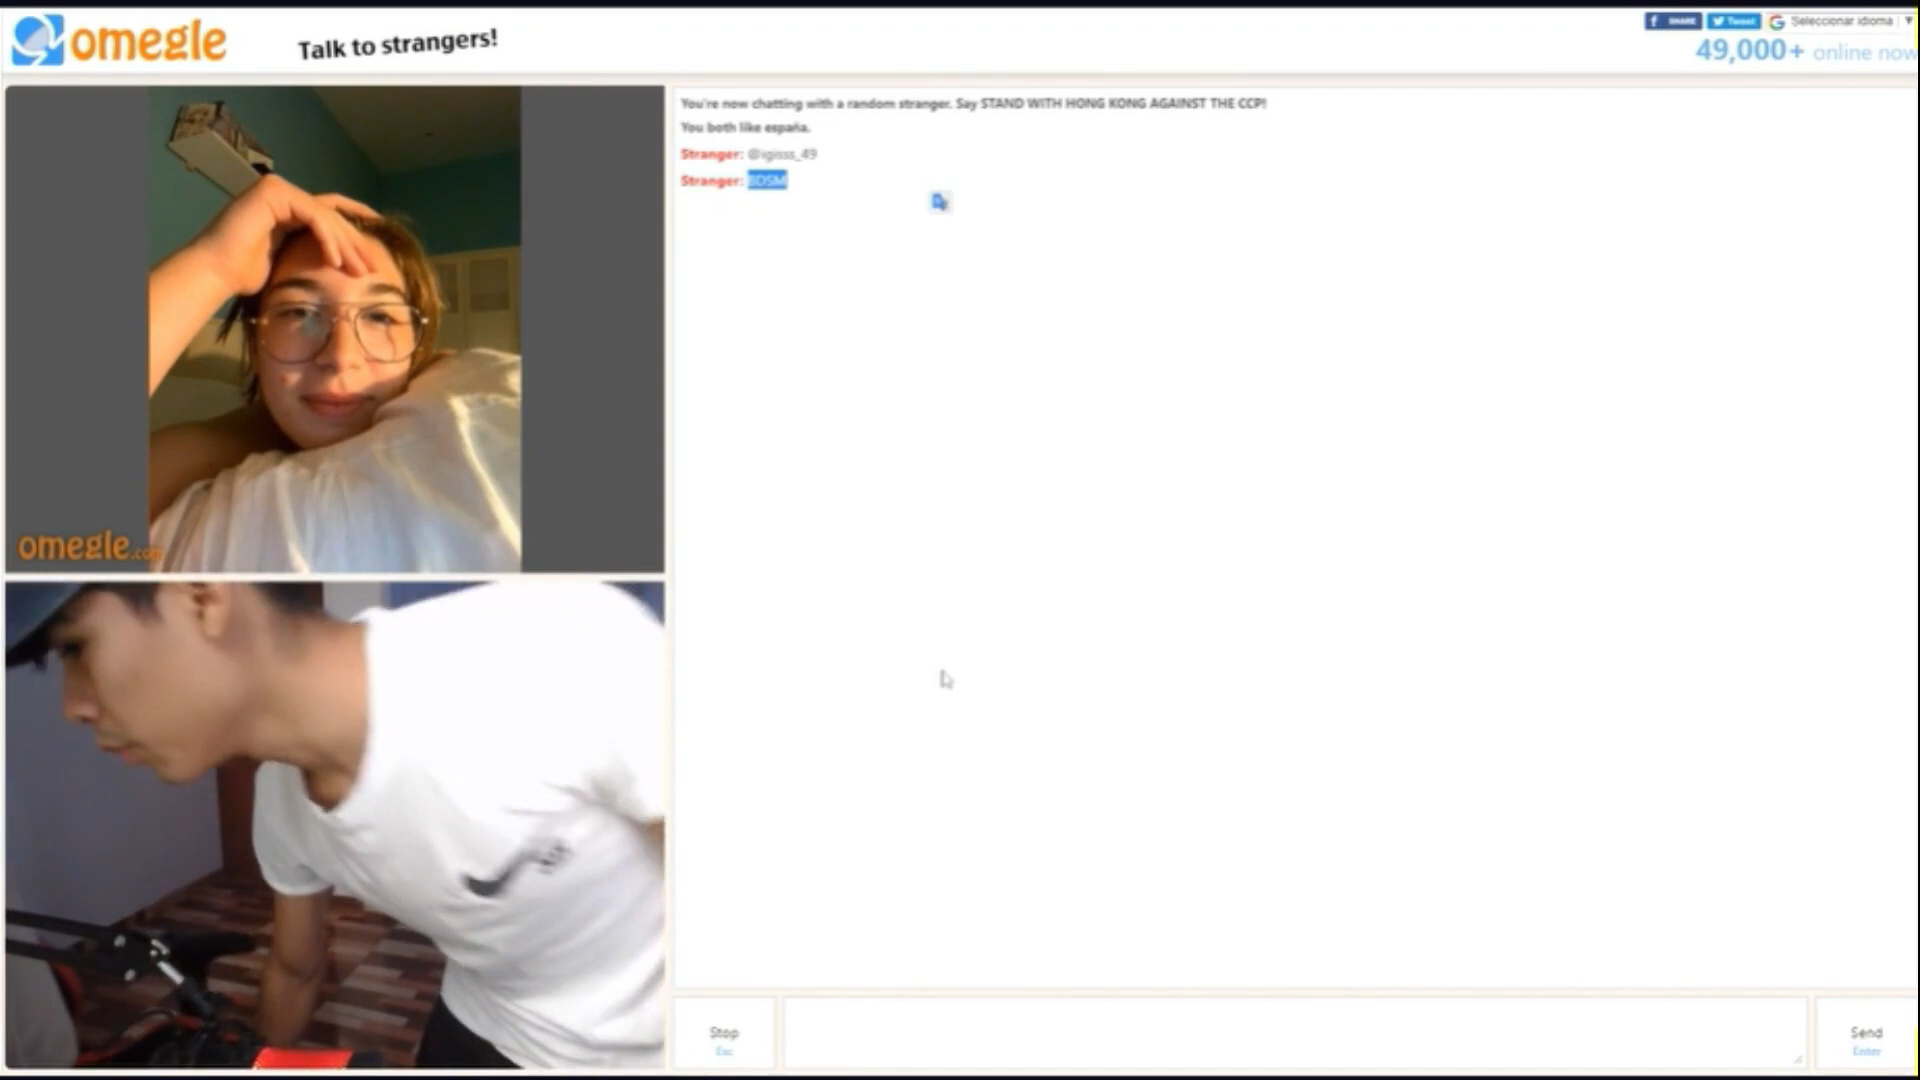 omegle
Talk to strangers!
SHARE
Tweet
Seleccionar idioma
49,000+ online now
You're now chatting with a random stranger. Say STAND WITH HONG KONG AGAINST THE CCP!
You both like españa.
Stranger: @igisss_49
Stranger: BDSM
omegle.com
Stop
Esc
Send
Enter